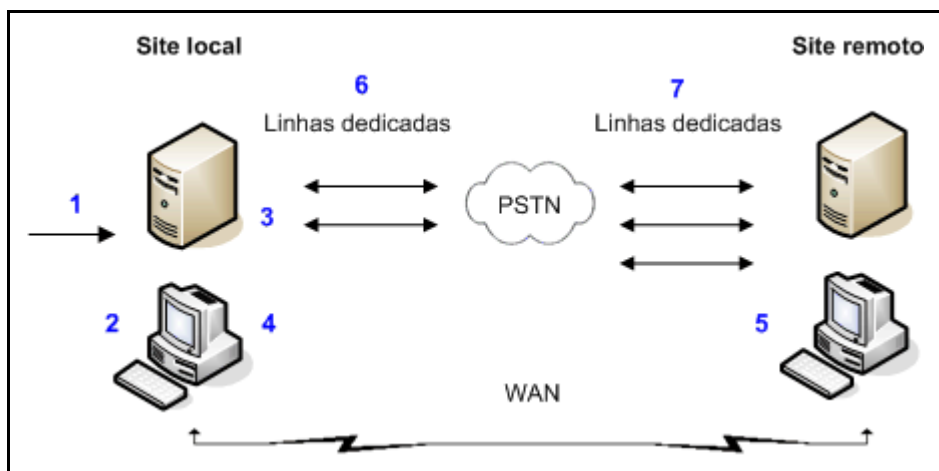 Site local
Site remoto
6
7
Linhas dedicadas
Linhas dedicadas
PSTN
1
3
2
4
5
WAN